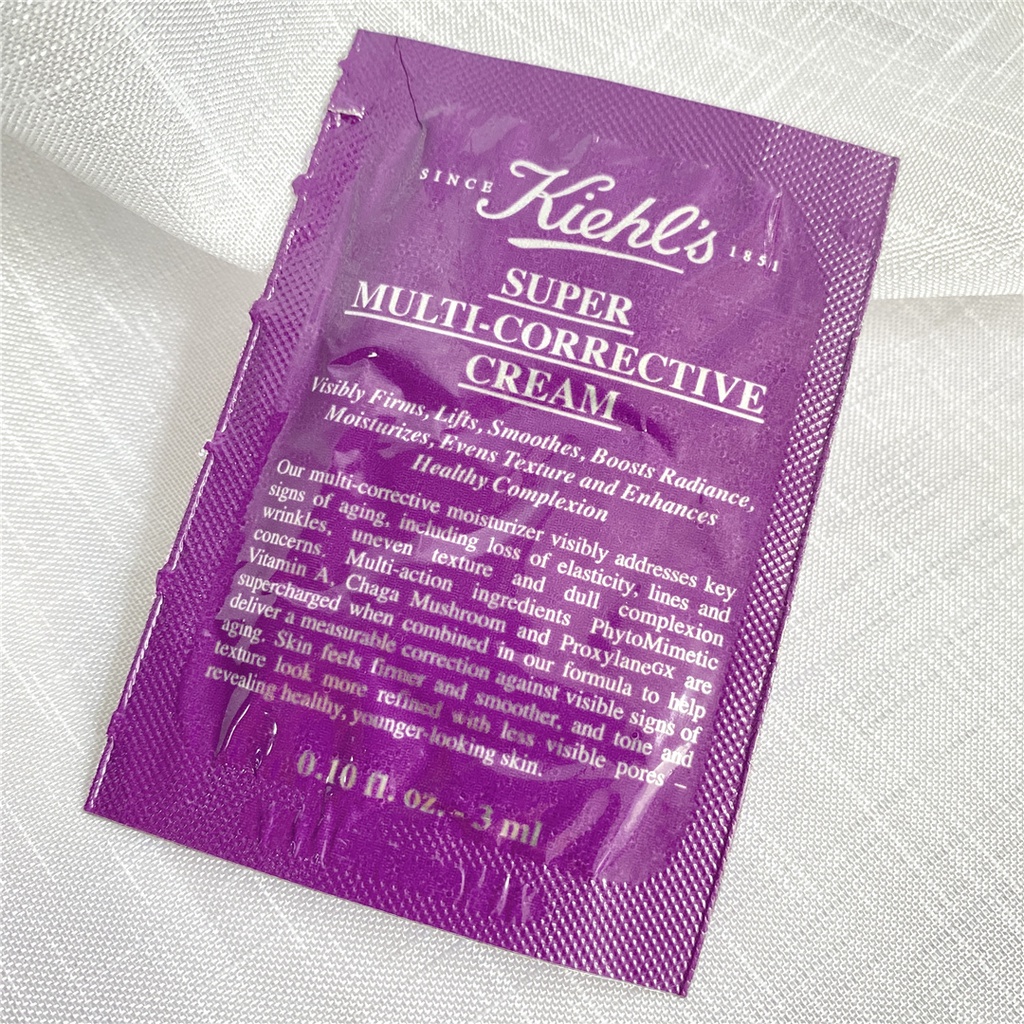 SINCE Kiehl's 1851
SUPER
MULTI-CORRECTIVE
CREAM
Visibly Firms, Lifts, Smoothes, Boosts Radiance,
Moisturizes, Evens Texture and Enhances
Healthy Complexion
Our multi-corrective moisturizer visibly addresses key
signs of aging, including loss of elasticity, lines and
wrinkles, uneven texture and dull complexion
concerns. Multi-action ingredients PhytoMimetic
Vitamin A, Chaga Mushroom and ProxylaneGx are
supercharged when combined in our formula to help
deliver a measurable correction against visible signs of
aging. Skin feels firmer and smoother, and tone and
texture look more refined with less visible pores –
revealing healthy, younger-looking skin.
0.10 fl. oz. - 3 ml